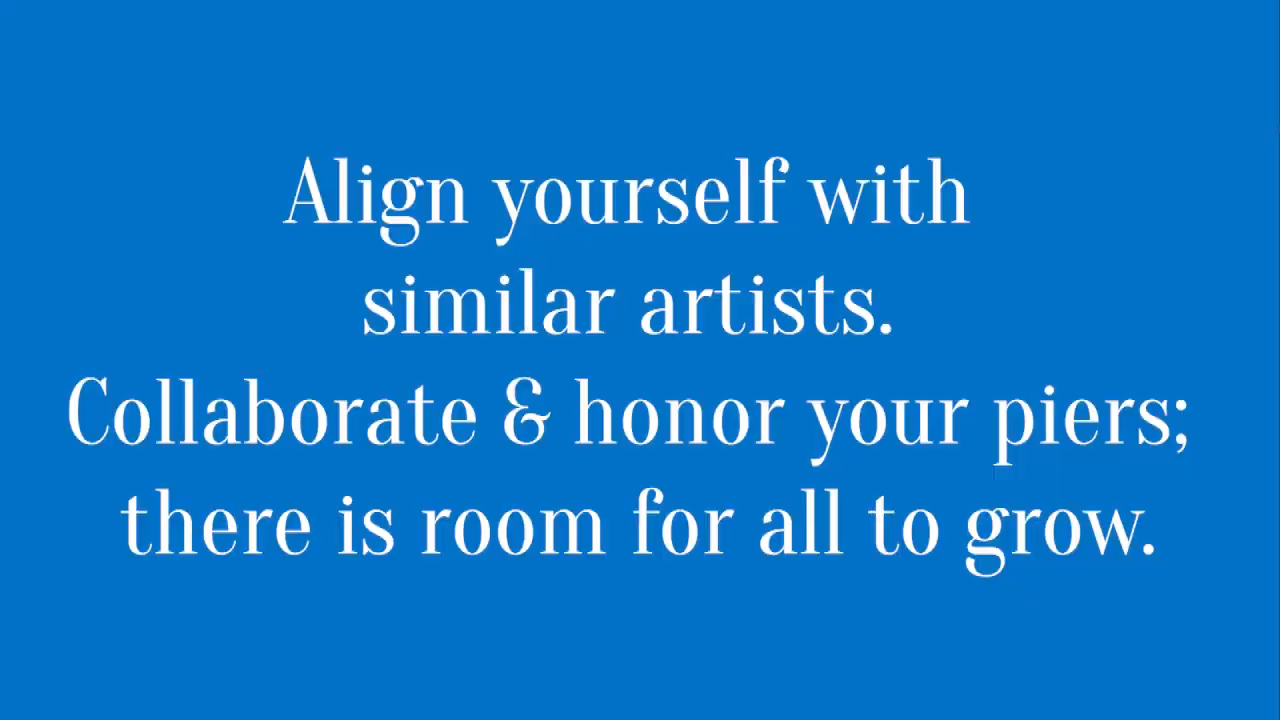 Align yourself with
similar artists.
Collaborate & honor your piers;
there is room for all to grow.